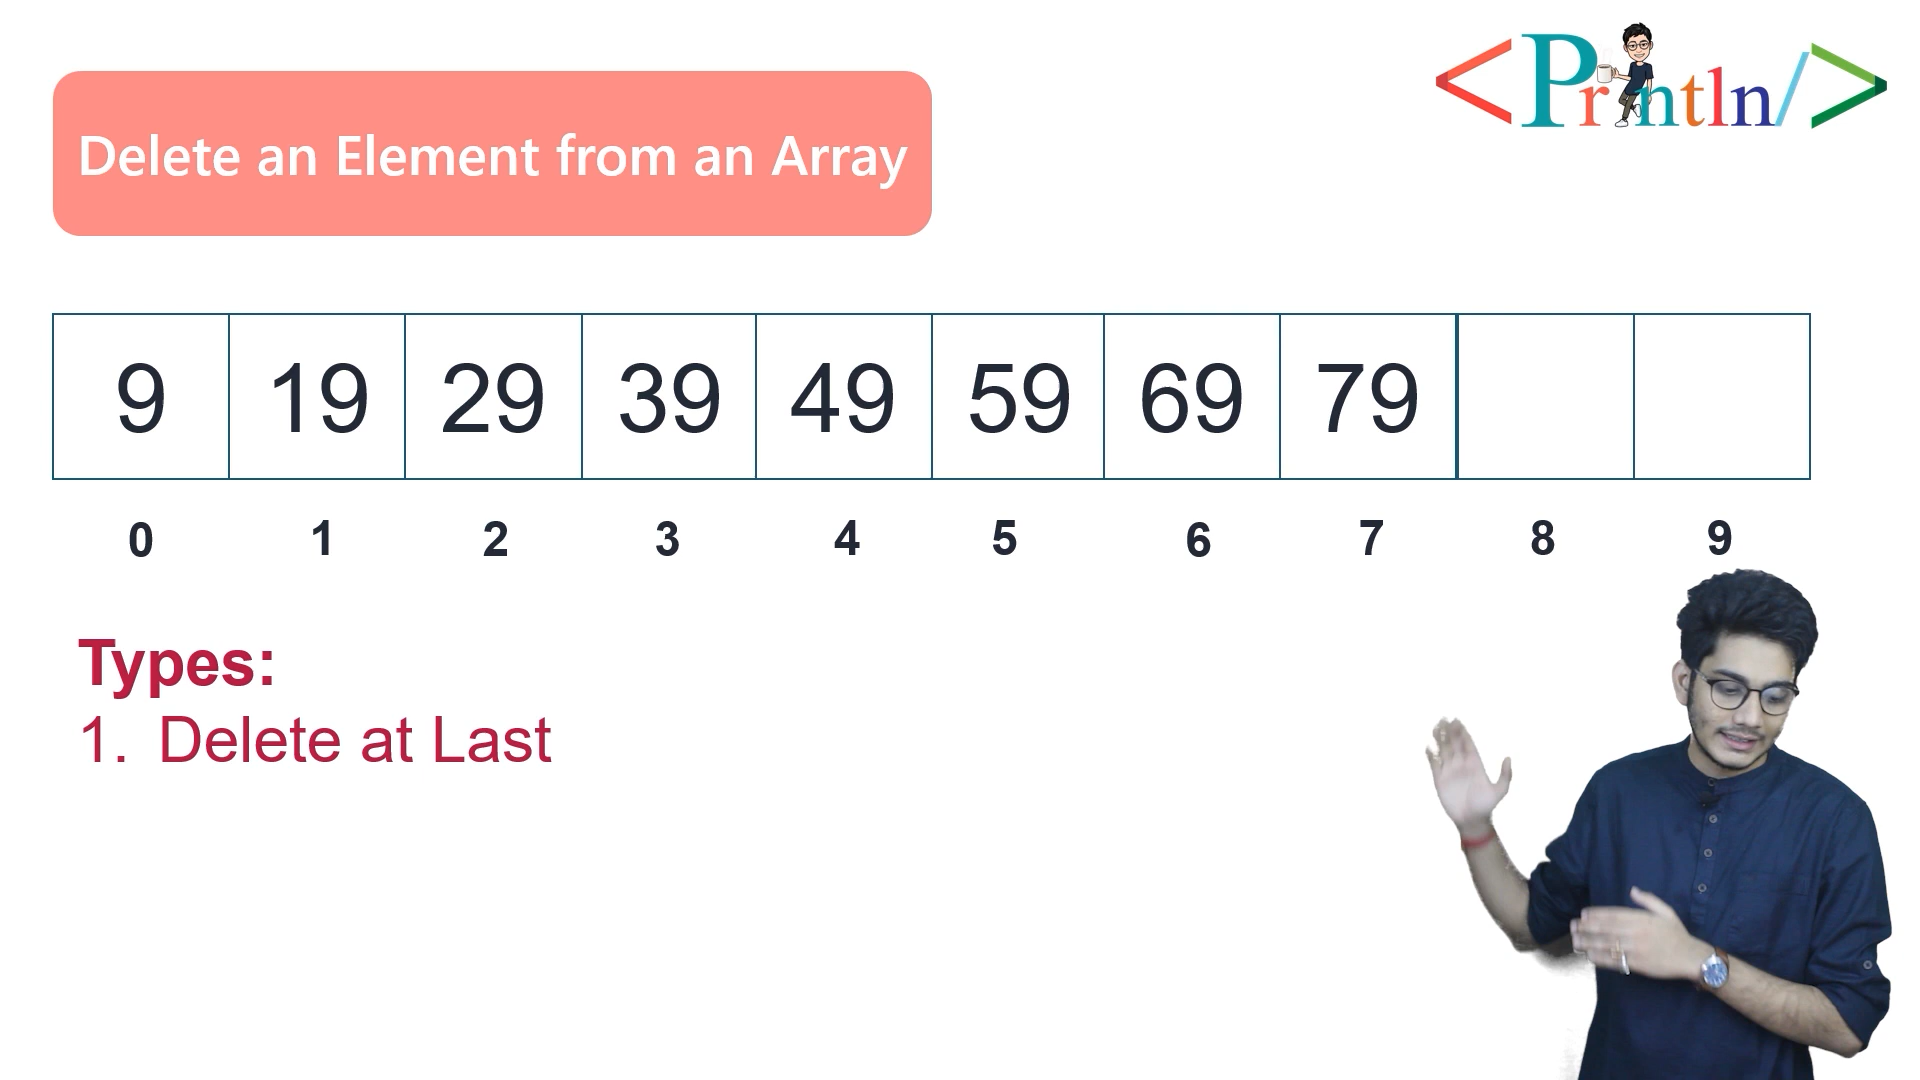 <Println/>
Delete an Element from an Array
9 19 29 39 49 59 69 79
0 1 2 3 4 5 6 7 8 9
Types:
1. Delete at Last